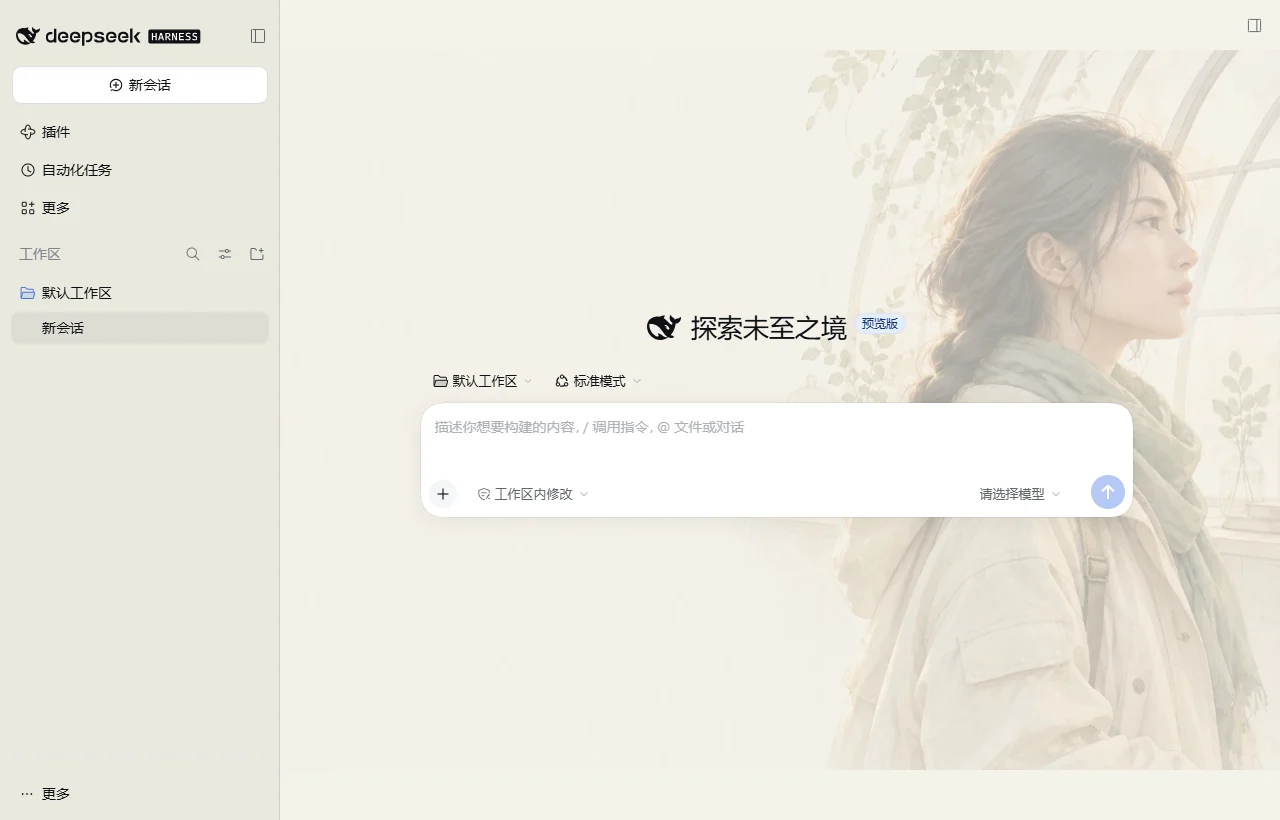 deepseek HARNESS
新会话
插件
自动化任务
更多
工作区
默认工作区
新会话
更多
探索未至之境 预览版
默认工作区 标准模式
描述你想要构建的内容, / 调用指令, @ 文件或对话
工作区内修改 请选择模型